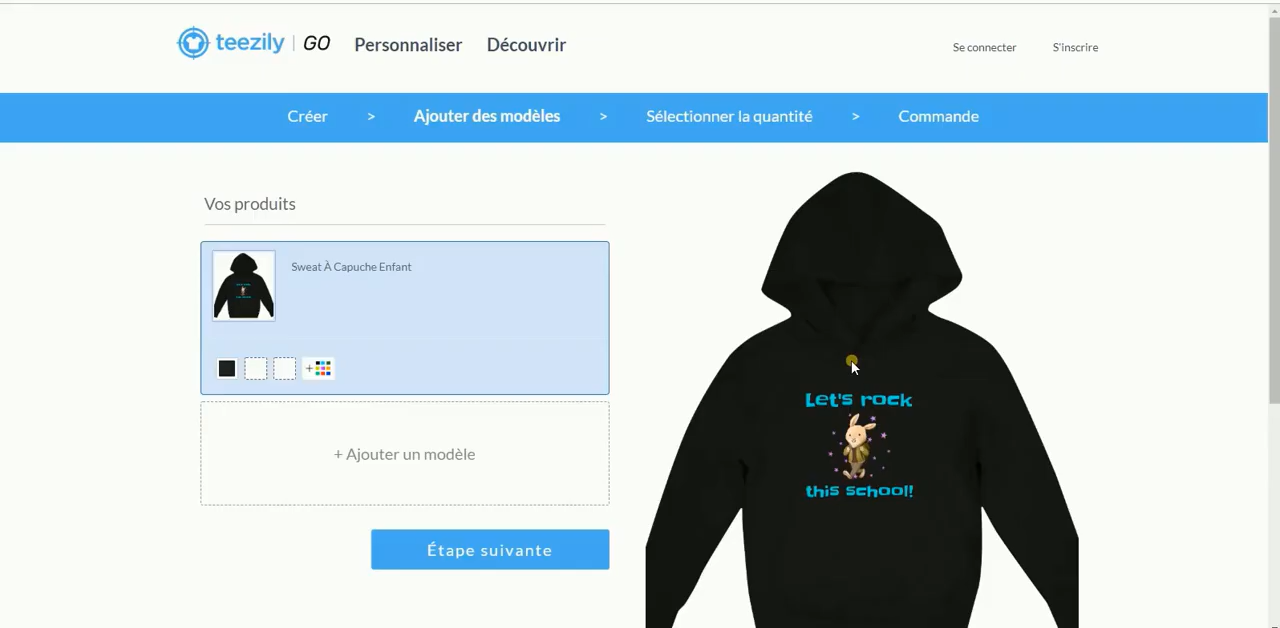 teezily | GO Personnaliser Découvrir
Se connecter S'inscrire
Créer > Ajouter des modèles > Sélectionner la quantité > Commande
Vos produits
Sweat À Capuche Enfant
+
+ Ajouter un modèle
Étape suivante
Let's rock
this school!